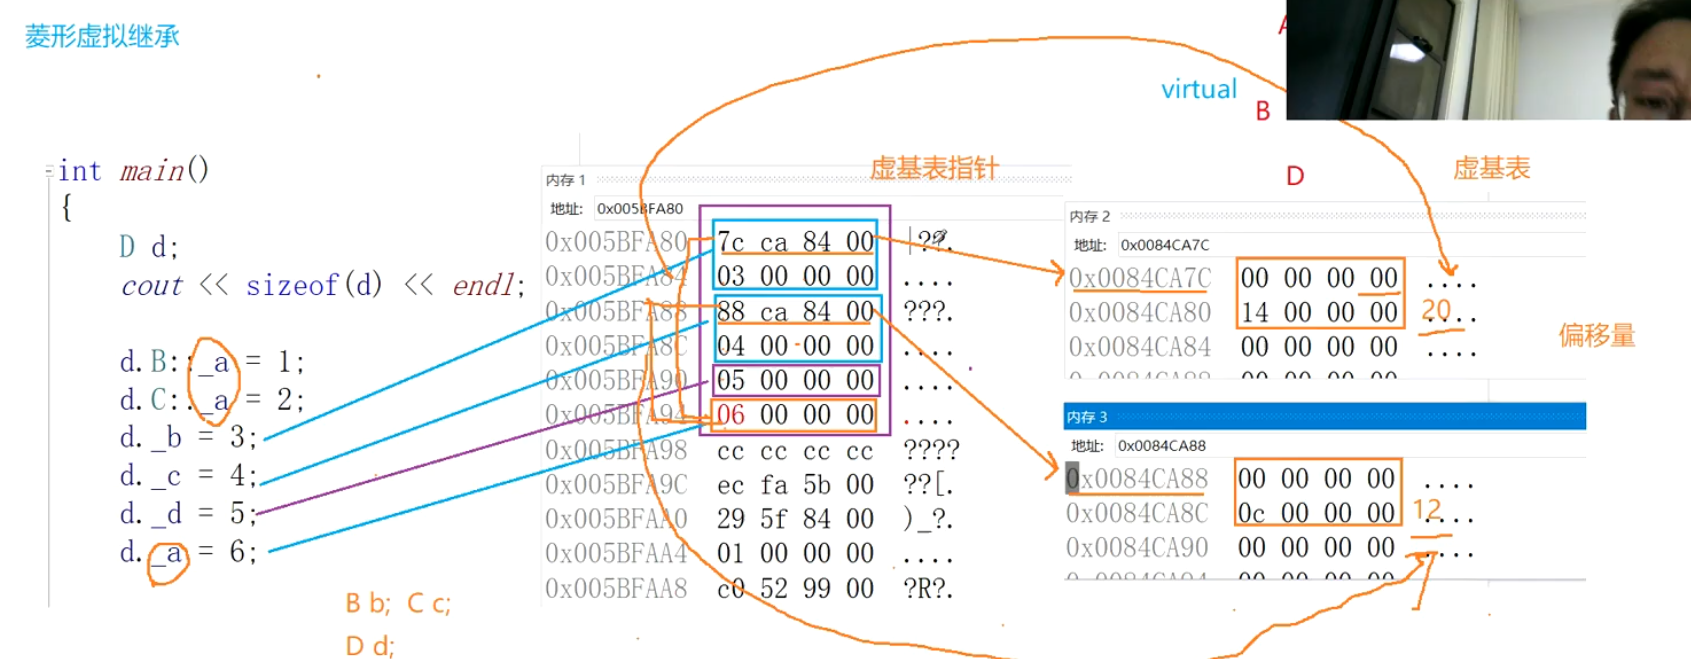 菱形虚拟继承
virtual
B
D
int main()
{
D d;
cout << sizeof(d) << endl;
d.B::_a = 1;
d.C::_a = 2;
d._b = 3;
d._c = 4;
d._d = 5;
d._a = 6;
B b; C c;
D d;
虚基表指针
内存 1
地址: 0x005BFA80
0x005BFA80 7c ca 84 00 |??.
0x005BFA84 03 00 00 00 ....
0x005BFA88 88 ca 84 00 ???.
0x005BFA8C 04 00 00 00 ....
0x005BFA90 05 00 00 00 ....
0x005BFA94 06 00 00 00 ....
0x005BFA98 cc cc cc cc ????
0x005BFA9C ec fa 5b 00 ??[.
0x005BFAA0 29 5f 84 00 )_?.
0x005BFAA4 01 00 00 00 ....
0x005BFAA8 c0 52 99 00 ?R?.
虚基表
内存 2
地址: 0x0084CA7C
0x0084CA7C 00 00 00 00 ....
0x0084CA80 14 00 00 00 ....
20
0x0084CA84 00 00 00 00 ....
偏移量
内存 3
地址: 0x0084CA88
0x0084CA88 00 00 00 00 ....
0x0084CA8C 0c 00 00 00 ....
12
0x0084CA90 00 00 00 00 ....